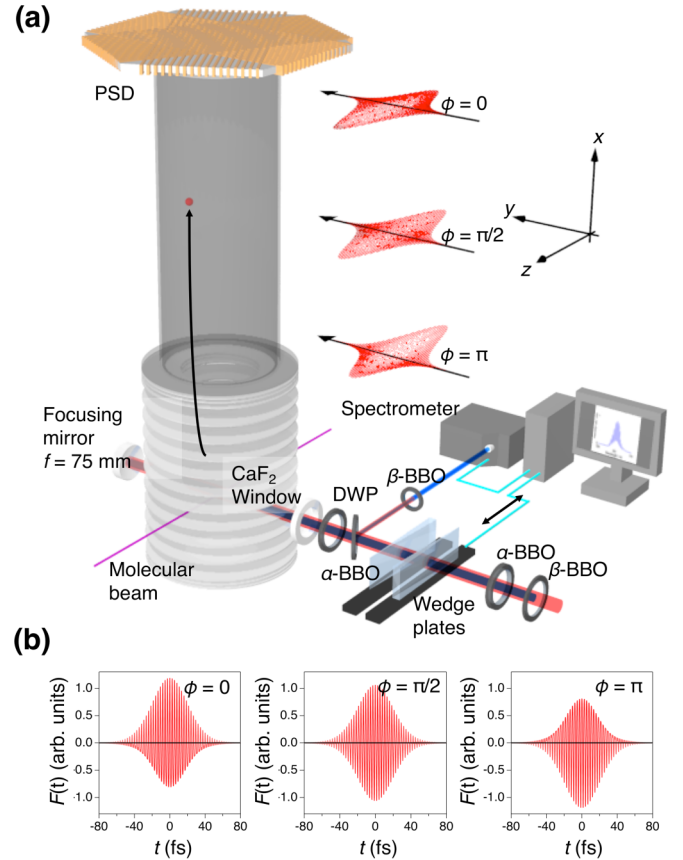 (a)
PSD
ϕ = 0
x
y
z
ϕ = π/2
ϕ = π
Focusing
mirror
f = 75 mm
Spectrometer
CaF₂
Window
DWP
β-BBO
α-BBO
α-BBO
β-BBO
Wedge
plates
Molecular
beam
(b)
F(t) (arb. units)
1.0
0.5
0.0
-0.5
-1.0
ϕ = 0
-80 -40 0 40 80
t (fs)
F(t) (arb. units)
1.0
0.5
0.0
-0.5
-1.0
ϕ = π/2
-80 -40 0 40 80
t (fs)
F(t) (arb. units)
1.0
0.5
0.0
-0.5
-1.0
ϕ = π
-80 -40 0 40 80
t (fs)